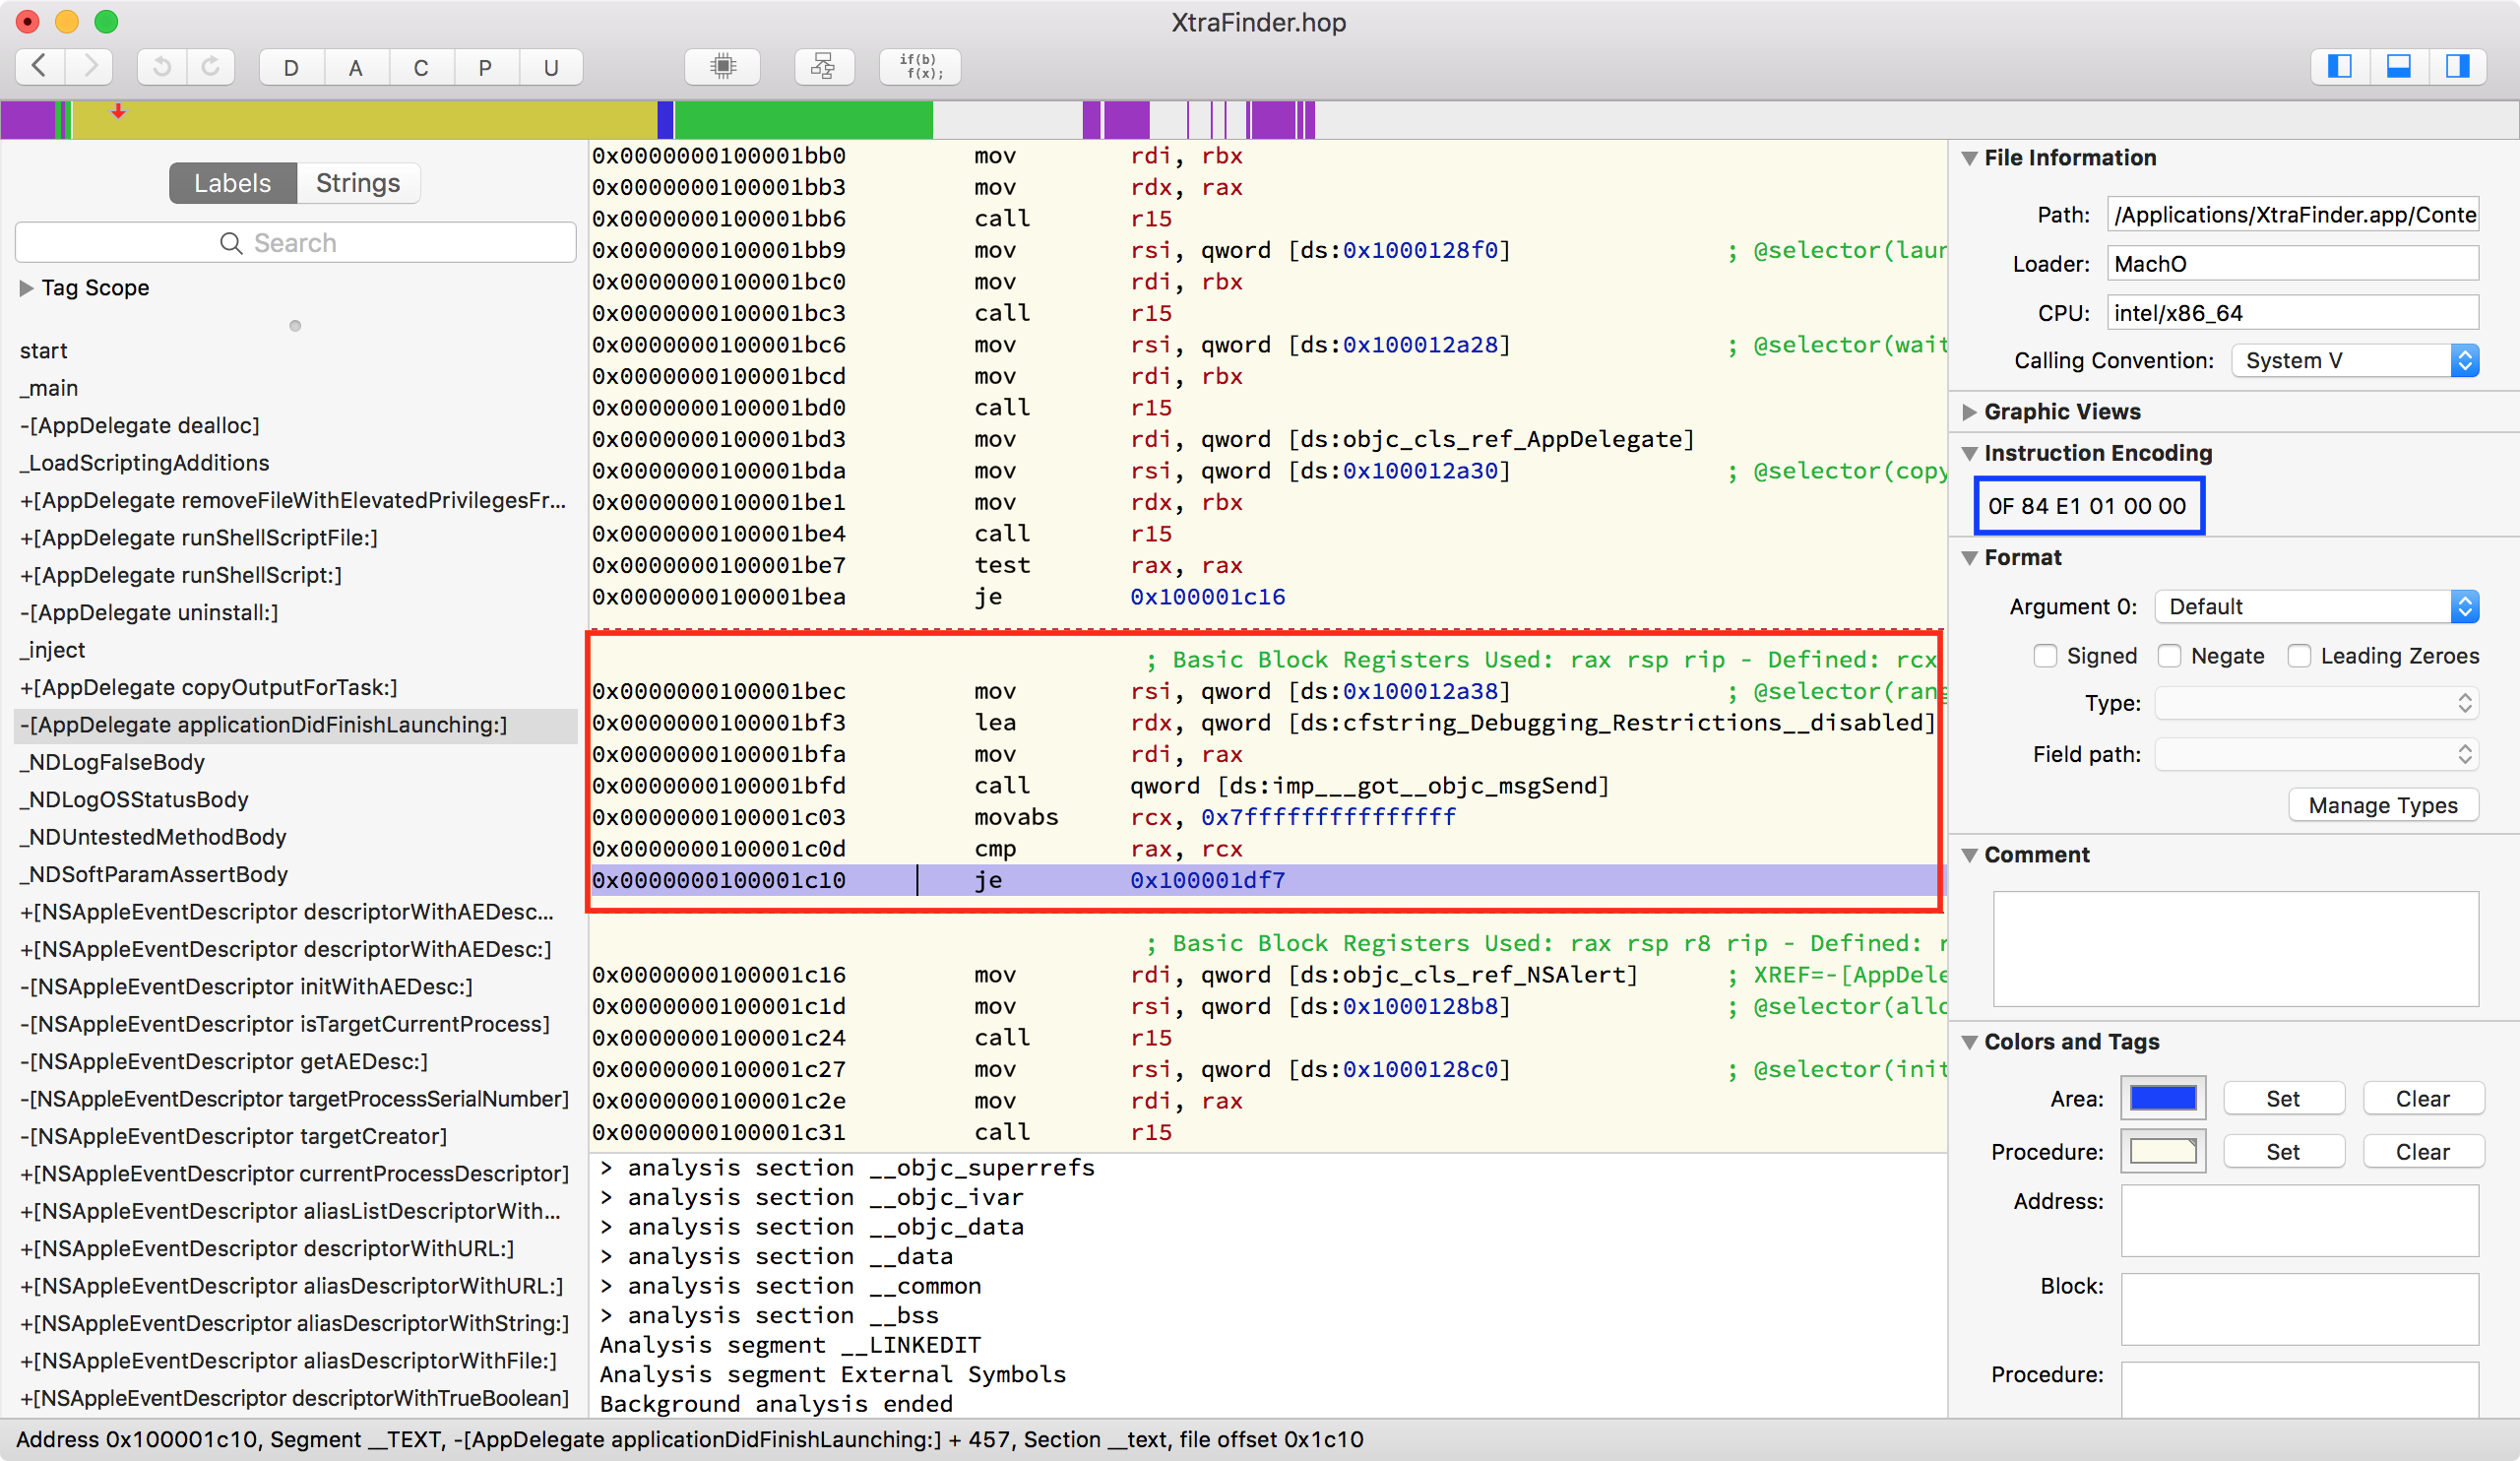 XtraFinder.hop
D A C P U if(b) f(x);
Labels Strings
Search
Tag Scope
start
_main
-[AppDelegate dealloc]
_LoadScriptingAdditions
+[AppDelegate removeFileWithElevatedPrivilegesFr...
+[AppDelegate runShellScriptFile:]
+[AppDelegate runShellScript:]
-[AppDelegate uninstall:]
_inject
+[AppDelegate copyOutputForTask:]
-[AppDelegate applicationDidFinishLaunching:]
_NDLogFalseBody
_NDLogOSStatusBody
_NDUntestedMethodBody
_NDSoftParamAssertBody
+[NSAppleEventDescriptor descriptorWithAEDesc...
+[NSAppleEventDescriptor descriptorWithAEDesc:]
-[NSAppleEventDescriptor initWithAEDesc:]
-[NSAppleEventDescriptor isTargetCurrentProcess]
-[NSAppleEventDescriptor getAEDesc:]
-[NSAppleEventDescriptor targetProcessSerialNumber]
-[NSAppleEventDescriptor targetCreator]
+[NSAppleEventDescriptor currentProcessDescriptor]
+[NSAppleEventDescriptor aliasListDescriptorWith...
+[NSAppleEventDescriptor descriptorWithURL:]
+[NSAppleEventDescriptor aliasDescriptorWithURL:]
+[NSAppleEventDescriptor aliasDescriptorWithString:]
+[NSAppleEventDescriptor aliasDescriptorWithFile:]
+[NSAppleEventDescriptor descriptorWithTrueBoolean]
0x0000000100001bb0 mov rdi, rbx
0x0000000100001bb3 mov rdx, rax
0x0000000100001bb6 call r15
0x0000000100001bb9 mov rsi, qword [ds:0x1000128f0] ; @selector(laur
0x0000000100001bc0 mov rdi, rbx
0x0000000100001bc3 call r15
0x0000000100001bc6 mov rsi, qword [ds:0x100012a28] ; @selector(wait
0x0000000100001bcd mov rdi, rbx
0x0000000100001bd0 call r15
0x0000000100001bd3 mov rdi, qword [ds:objc_cls_ref_AppDelegate]
0x0000000100001bda mov rsi, qword [ds:0x100012a30] ; @selector(copy
0x0000000100001be1 mov rdx, rbx
0x0000000100001be4 call r15
0x0000000100001be7 test rax, rax
0x0000000100001bea je 0x100001c16
; Basic Block Registers Used: rax rsp rip - Defined: rcx
0x0000000100001bec mov rsi, qword [ds:0x100012a38] ; @selector(rang
0x0000000100001bf3 lea rdx, qword [ds:cfstring_Debugging_Restrictions__disabled]
0x0000000100001bfa mov rdi, rax
0x0000000100001bfd call qword [ds:imp___got__objc_msgSend]
0x0000000100001c03 movabs rcx, 0x7fffffffffffffff
0x0000000100001c0d cmp rax, rcx
0x0000000100001c10 je 0x100001df7
; Basic Block Registers Used: rax rsp r8 rip - Defined: r
0x0000000100001c16 mov rdi, qword [ds:objc_cls_ref_NSAlert] ; XREF=-[AppDele
0x0000000100001c1d mov rsi, qword [ds:0x1000128b8] ; @selector(allo
0x0000000100001c24 call r15
0x0000000100001c27 mov rsi, qword [ds:0x1000128c0] ; @selector(init
0x0000000100001c2e mov rdi, rax
0x0000000100001c31 call r15
> analysis section __objc_superrefs
> analysis section __objc_ivar
> analysis section __objc_data
> analysis section __data
> analysis section __common
> analysis section __bss
Analysis segment __LINKEDIT
Analysis segment External Symbols
Background analysis ended
File Information
Path: /Applications/XtraFinder.app/Conte
Loader: MachO
CPU: intel/x86_64
Calling Convention: System V
Graphic Views
Instruction Encoding
0F 84 E1 01 00 00
Format
Argument 0: Default
Signed Negate Leading Zeroes
Type:
Field path:
Manage Types
Comment
Colors and Tags
Area: Set Clear
Procedure: Set Clear
Address:
Block:
Procedure:
Address 0x100001c10, Segment __TEXT, -[AppDelegate applicationDidFinishLaunching:] + 457, Section __text, file offset 0x1c10